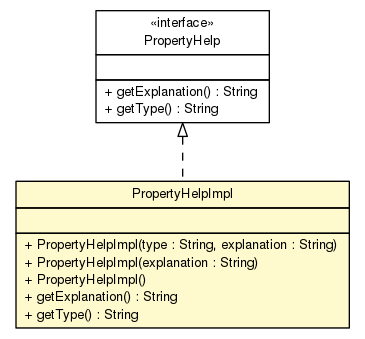 «interface»
PropertyHelp
+ getExplanation() : String
+ getType() : String
PropertyHelpImpl
+ PropertyHelpImpl(type : String, explanation : String)
+ PropertyHelpImpl(explanation : String)
+ PropertyHelpImpl()
+ getExplanation() : String
+ getType() : String